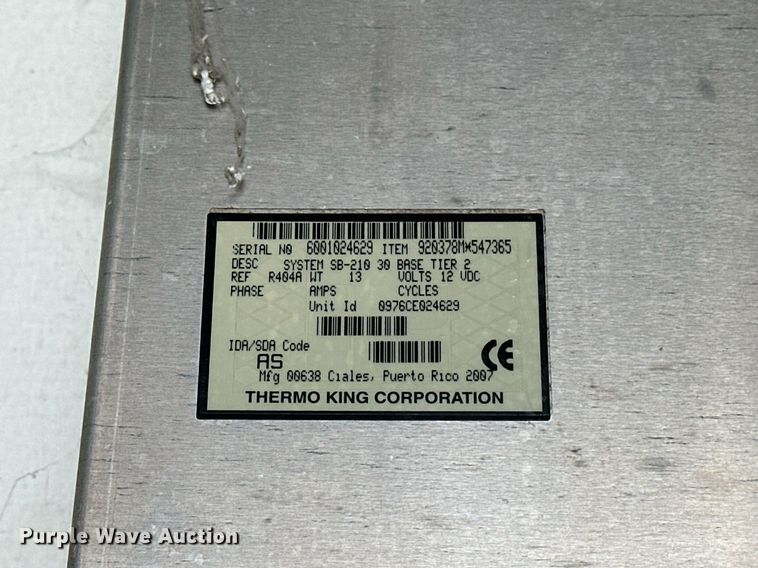 SERIAL NO 6001024629 ITEM 920378M*547365
DESC SYSTEM SB-210 30 BASE TIER 2
REF R404A WT 13 VOLTS 12 VDC
PHASE AMPS CYCLES
Unit Id 0976CE024629
IDA/SDA Code
AS
CE
Mfg 00638 Ciales, Puerto Rico 2007
THERMO KING CORPORATION
Purple Wave Auction